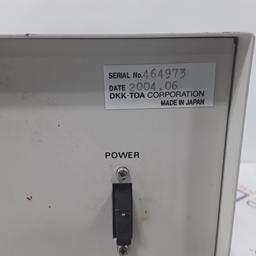 SERIAL No. 464973
DATE 2004.06
DKK-TOA CORPORATION
MADE IN JAPAN
POWER